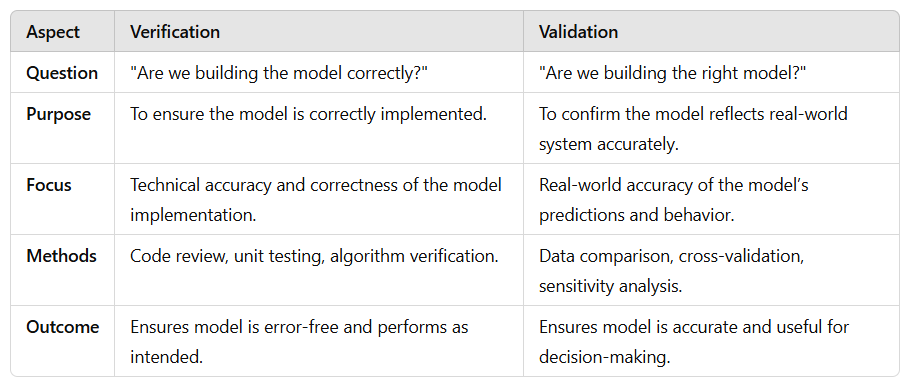 Aspect Verification Validation
Question "Are we building the model correctly?" "Are we building the right model?"
Purpose To ensure the model is correctly implemented. To confirm the model reflects real-world
system accurately.
Focus Technical accuracy and correctness of the model
implementation.
Real-world accuracy of the model’s
predictions and behavior.
Methods Code review, unit testing, algorithm verification. Data comparison, cross-validation,
sensitivity analysis.
Outcome Ensures model is error-free and performs as
intended.
Ensures model is accurate and useful for
decision-making.